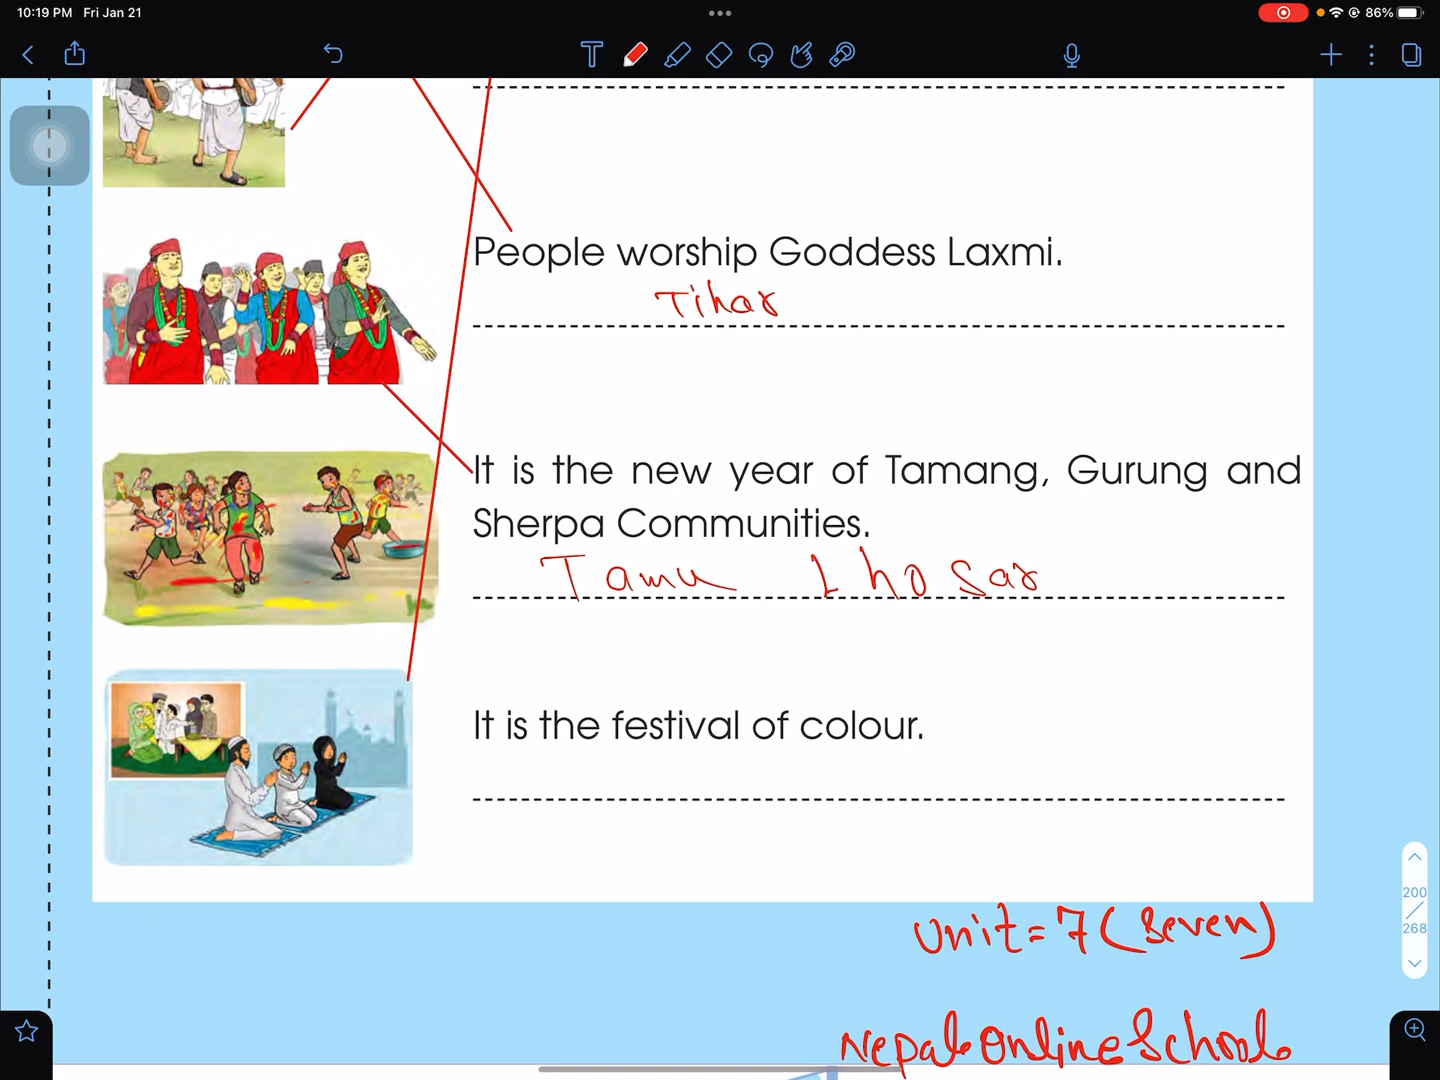 10:19 PM Fri Jan 21
86%
T
People worship Goddess Laxmi.
Tihar
It is the new year of Tamang, Gurung and
Sherpa Communities.
Tamu Lhosar
It is the festival of colour.
200
268
Unit = 7 (Seven)
Nepal Online School